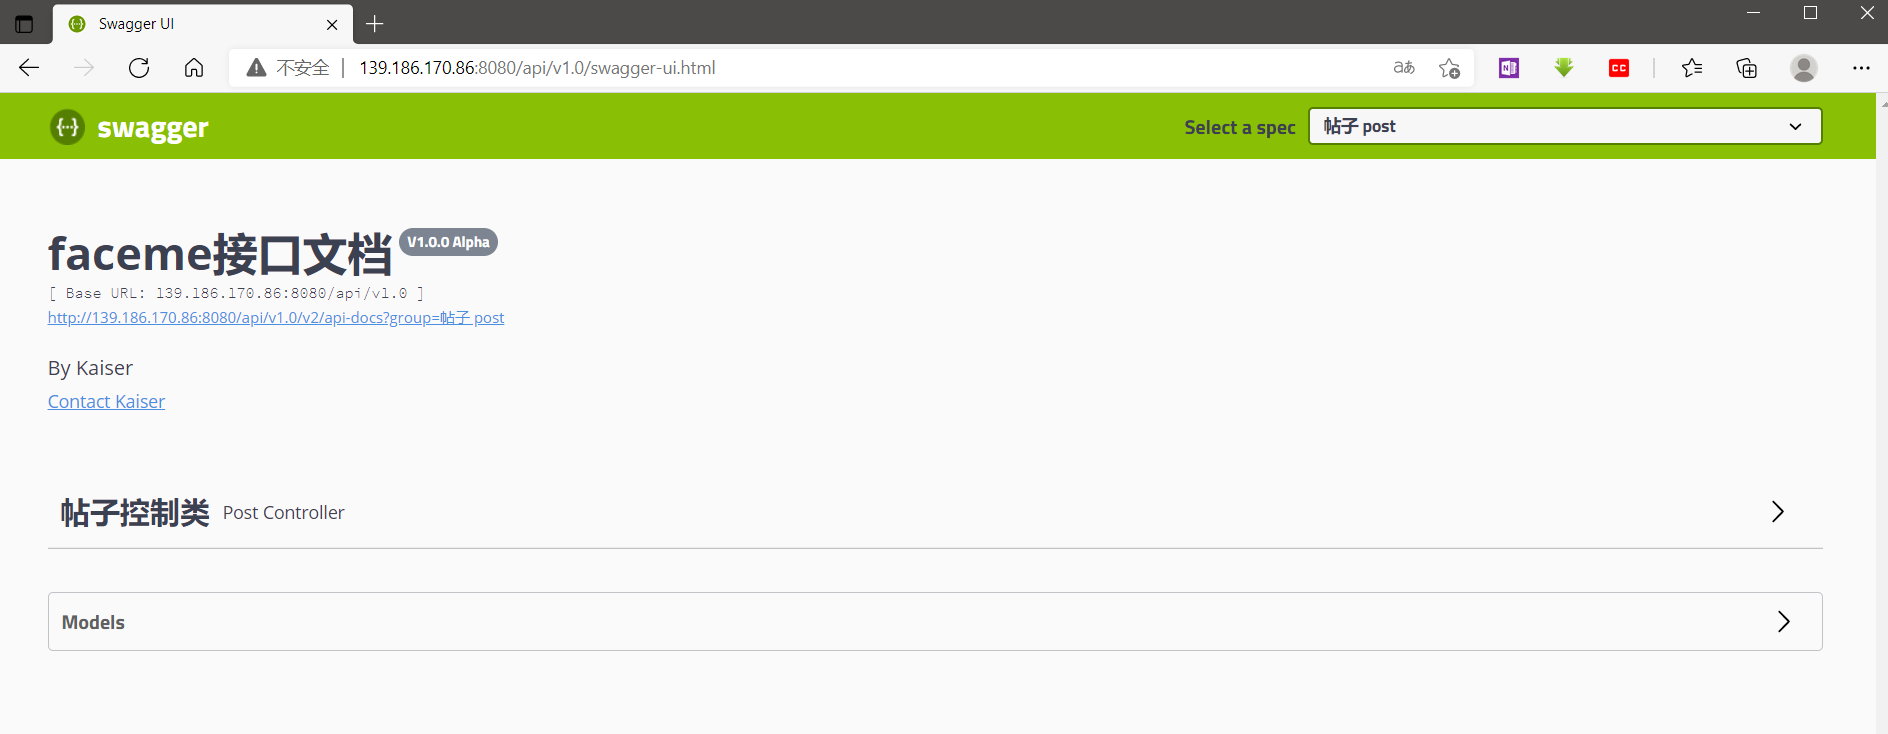 Swagger UI
不安全 | 139.186.170.86:8080/api/v1.0/swagger-ui.html
aあ
N
CC
{···} swagger
Select a spec
帖子 post
faceme接口文档 V1.0.0 Alpha
[ Base URL: 139.186.170.86:8080/api/v1.0 ]
http://139.186.170.86:8080/api/v1.0/v2/api-docs?group=帖子 post
By Kaiser
Contact Kaiser
帖子控制类 Post Controller
Models